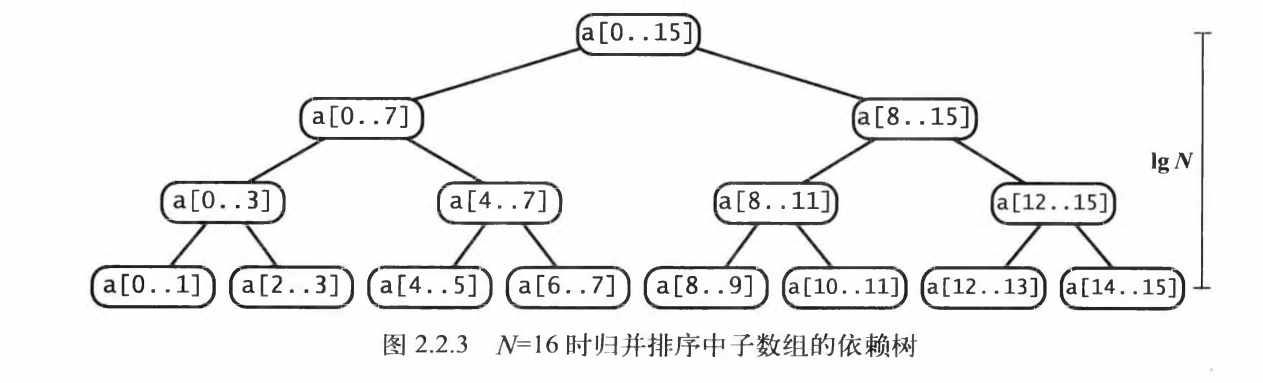 a[0..15]
a[0..7] a[8..15]
lg N
a[0..3] a[4..7] a[8..11] a[12..15]
a[0..1] a[2..3] a[4..5] a[6..7] a[8..9] a[10..11] a[12..13] a[14..15]
图 2.2.3 N=16 时归并排序中子数组的依赖树